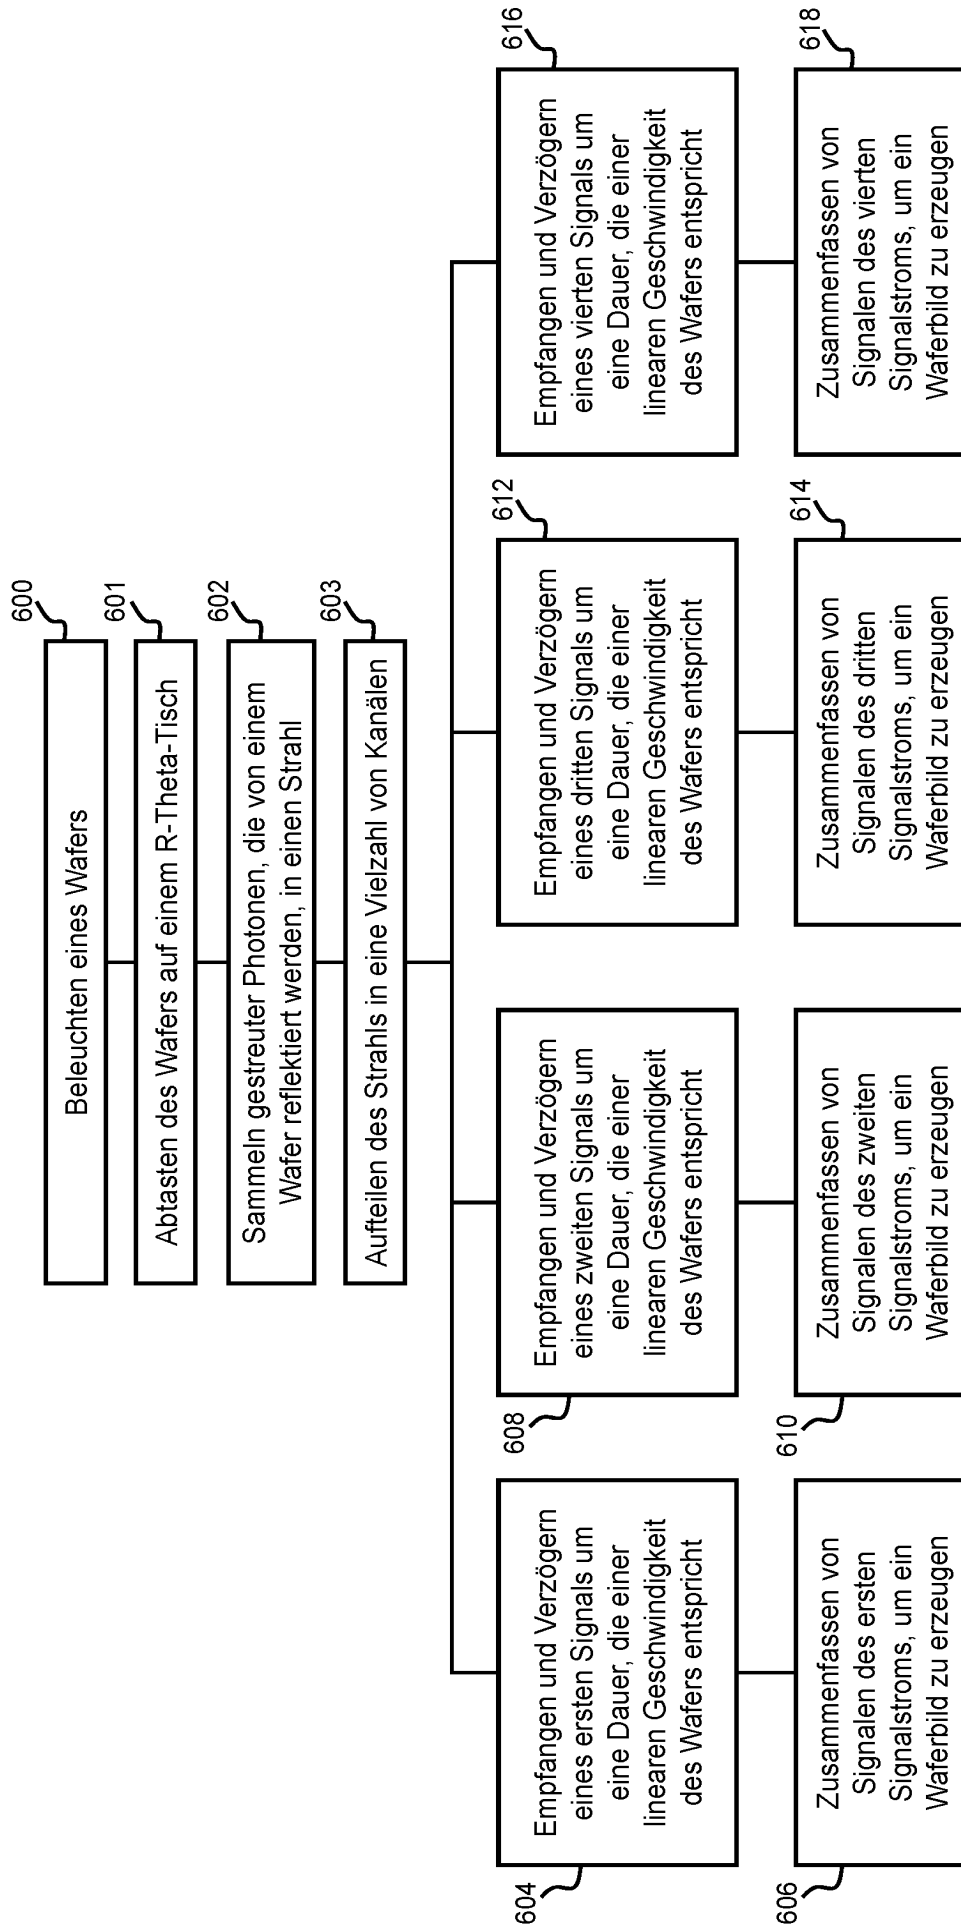 600
Beleuchten eines Wafers
601
Abtasten des Wafers auf einem R-Theta-Tisch
602
Sammeln gestreuter Photonen, die von einem
Wafer reflektiert werden, in einen Strahl
603
Aufteilen des Strahls in eine Vielzahl von Kanälen
604
Empfangen und Verzögern
eines ersten Signals um
eine Dauer, die einer
linearen Geschwindigkeit
des Wafers entspricht
608
Empfangen und Verzögern
eines zweiten Signals um
eine Dauer, die einer
linearen Geschwindigkeit
des Wafers entspricht
612
Empfangen und Verzögern
eines dritten Signals um
eine Dauer, die einer
linearen Geschwindigkeit
des Wafers entspricht
616
Empfangen und Verzögern
eines vierten Signals um
eine Dauer, die einer
linearen Geschwindigkeit
des Wafers entspricht
606
Zusammenfassen von
Signalen des ersten
Signalstroms, um ein
Waferbild zu erzeugen
610
Zusammenfassen von
Signalen des zweiten
Signalstroms, um ein
Waferbild zu erzeugen
614
Zusammenfassen von
Signalen des dritten
Signalstroms, um ein
Waferbild zu erzeugen
618
Zusammenfassen von
Signalen des vierten
Signalstroms, um ein
Waferbild zu erzeugen